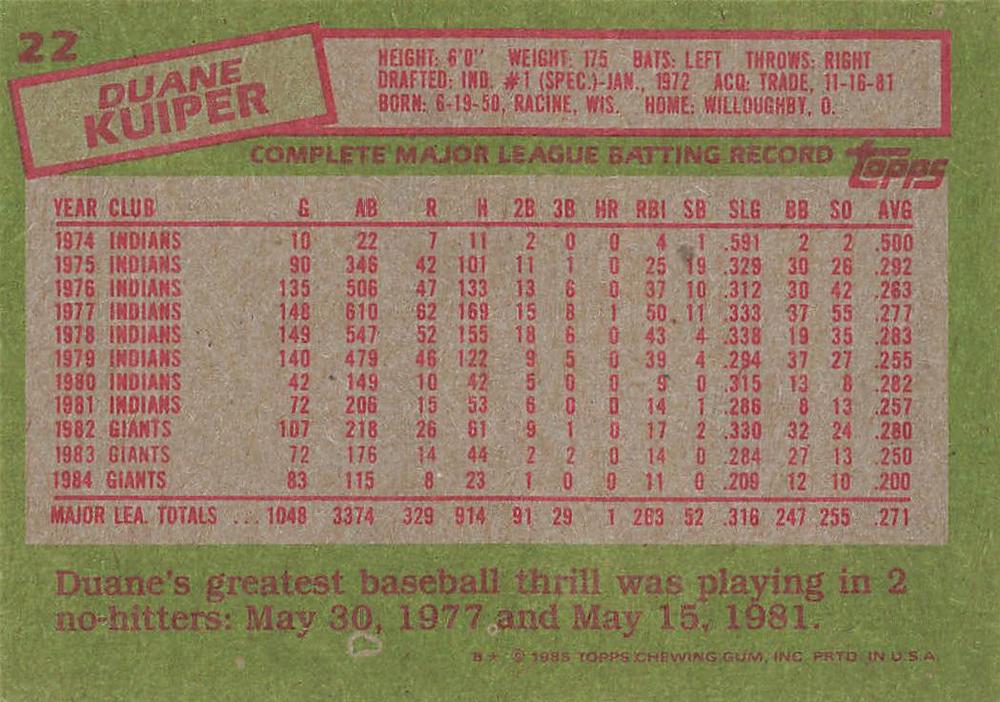 22
DUANE
KUIPER
HEIGHT: 6'0" WEIGHT: 175 BATS: LEFT THROWS: RIGHT
DRAFTED: IND. #1 (SPEC.)-JAN., 1972 ACQ: TRADE, 11-16-81
BORN: 6-19-50, RACINE, WIS. HOME: WILLOUGHBY, O.
COMPLETE MAJOR LEAGUE BATTING RECORD topps
YEAR CLUB G AB R H 2B 3B HR RBI SB SLG BB SO AVG
1974 INDIANS 10 22 7 11 2 0 0 4 1 .591 2 2 .500
1975 INDIANS 90 346 42 101 11 1 0 25 19 .329 30 26 .292
1976 INDIANS 135 506 47 133 13 6 0 37 10 .312 30 42 .263
1977 INDIANS 148 610 62 169 15 8 1 50 11 .333 37 55 .277
1978 INDIANS 149 547 52 155 18 6 0 43 4 .338 19 35 .283
1979 INDIANS 140 479 46 122 9 5 0 39 4 .294 37 27 .255
1980 INDIANS 42 149 10 42 5 0 0 9 0 .315 13 8 .282
1981 INDIANS 72 206 15 53 6 0 0 14 1 .286 8 13 .257
1982 GIANTS 107 218 26 61 9 1 0 17 2 .330 32 24 .280
1983 GIANTS 72 176 14 44 2 2 0 14 0 .284 27 13 .250
1984 GIANTS 83 115 8 23 1 0 0 11 0 .209 12 10 .200
MAJOR LEA. TOTALS ... 1048 3374 329 914 91 29 1 263 52 .316 247 255 .271
Duane's greatest baseball thrill was playing in 2
no-hitters: May 30, 1977 and May 15, 1981.
B* © 1985 TOPPS CHEWING GUM, INC. PRTD. IN U.S.A.